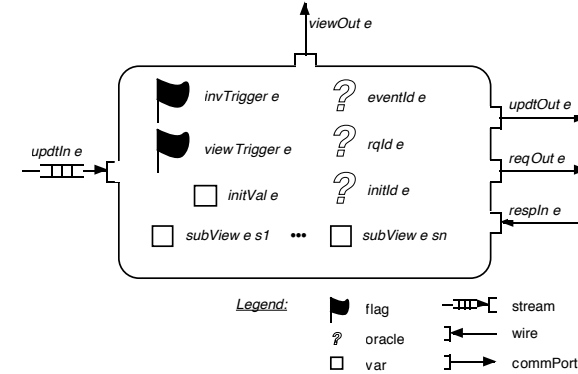 viewOut e
invTrigger e
eventId e
updtOut e
updtIn e
viewTrigger e
rqId e
reqOut e
initVal e
initId e
respIn e
subView e s1
•••
subView e sn
Legend:
flag
stream
oracle
wire
var
commPort